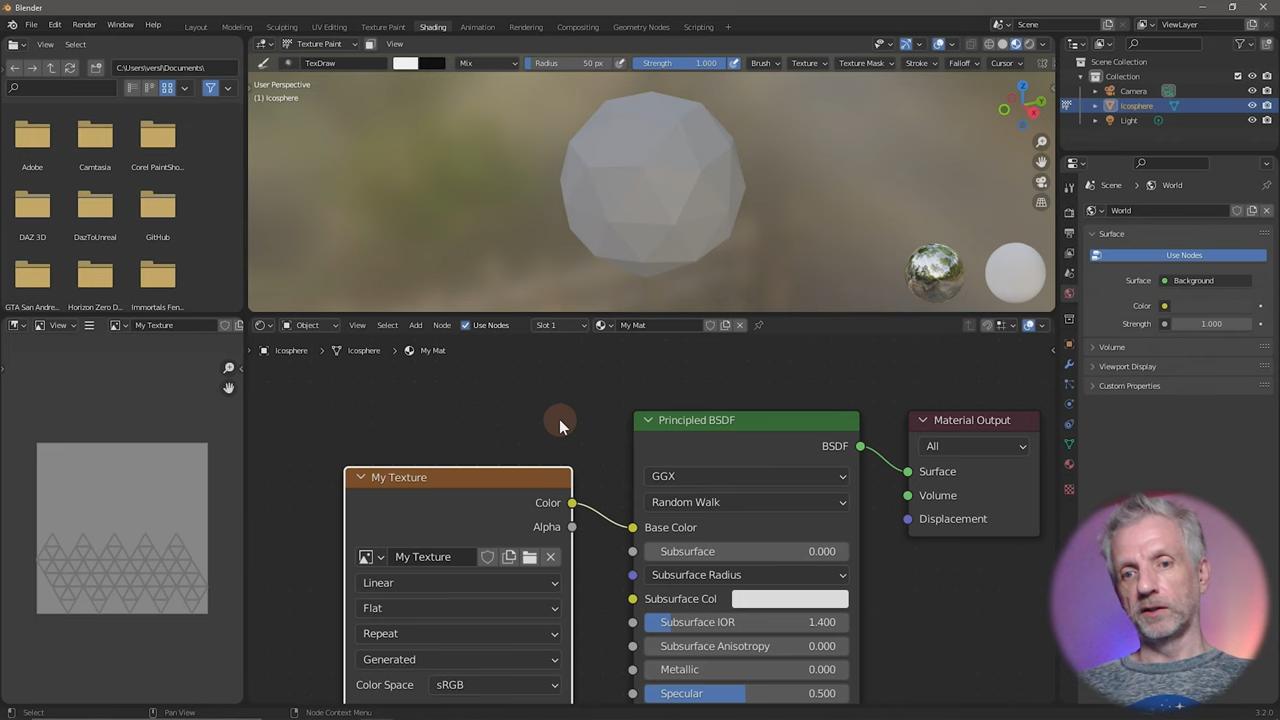 Blender
File Edit Render Window Help
Layout Modeling Sculpting UV Editing Texture Paint Shading Animation Rendering Compositing Geometry Nodes Scripting +
Scene
ViewLayer
View Select
C:\Users\versl\Documents\
Adobe
Camtasia
Corel PaintSho...
DAZ 3D
DazToUnreal
GitHub
GTA San Andre...
Horizon Zero D...
Immortals Fen...
Texture Paint View
TexDraw Mix Radius 50 px Strength 1.000 Brush Texture Texture Mask Stroke Falloff Cursor
User Perspective
(1) Icosphere
Z
Y
X
Scene Collection
Collection
Camera
Icosphere
Light
Scene > World
World
Surface
Use Nodes
Surface Background
Color
Strength 1.000
Volume
Viewport Display
Custom Properties
View My Texture
Object View Select Add Node Use Nodes Slot 1 My Mat
Icosphere > Icosphere > My Mat
My Texture
Color
Alpha
My Texture
Linear
Flat
Repeat
Generated
Color Space sRGB
Principled BSDF
BSDF
GGX
Random Walk
Base Color
Subsurface 0.000
Subsurface Radius
Subsurface Col
Subsurface IOR 1.400
Subsurface Anisotropy 0.000
Metallic 0.000
Specular 0.500
Material Output
All
Surface
Volume
Displacement
Select Pan View Node Context Menu 3.2.0